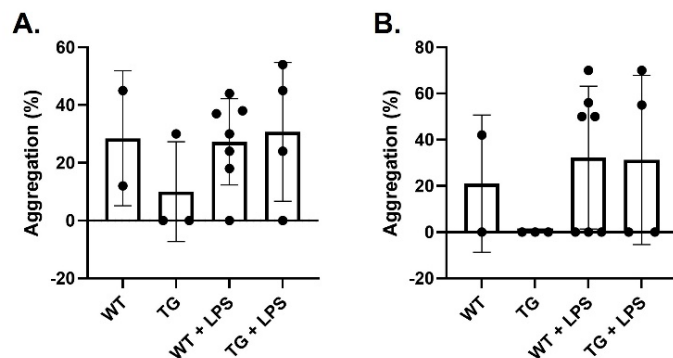 A.
Aggregation (%)
60
40
20
0
-20
WT
TG
WT + LPS
TG + LPS
B.
Aggregation (%)
80
60
40
20
0
-20
WT
TG
WT + LPS
TG + LPS